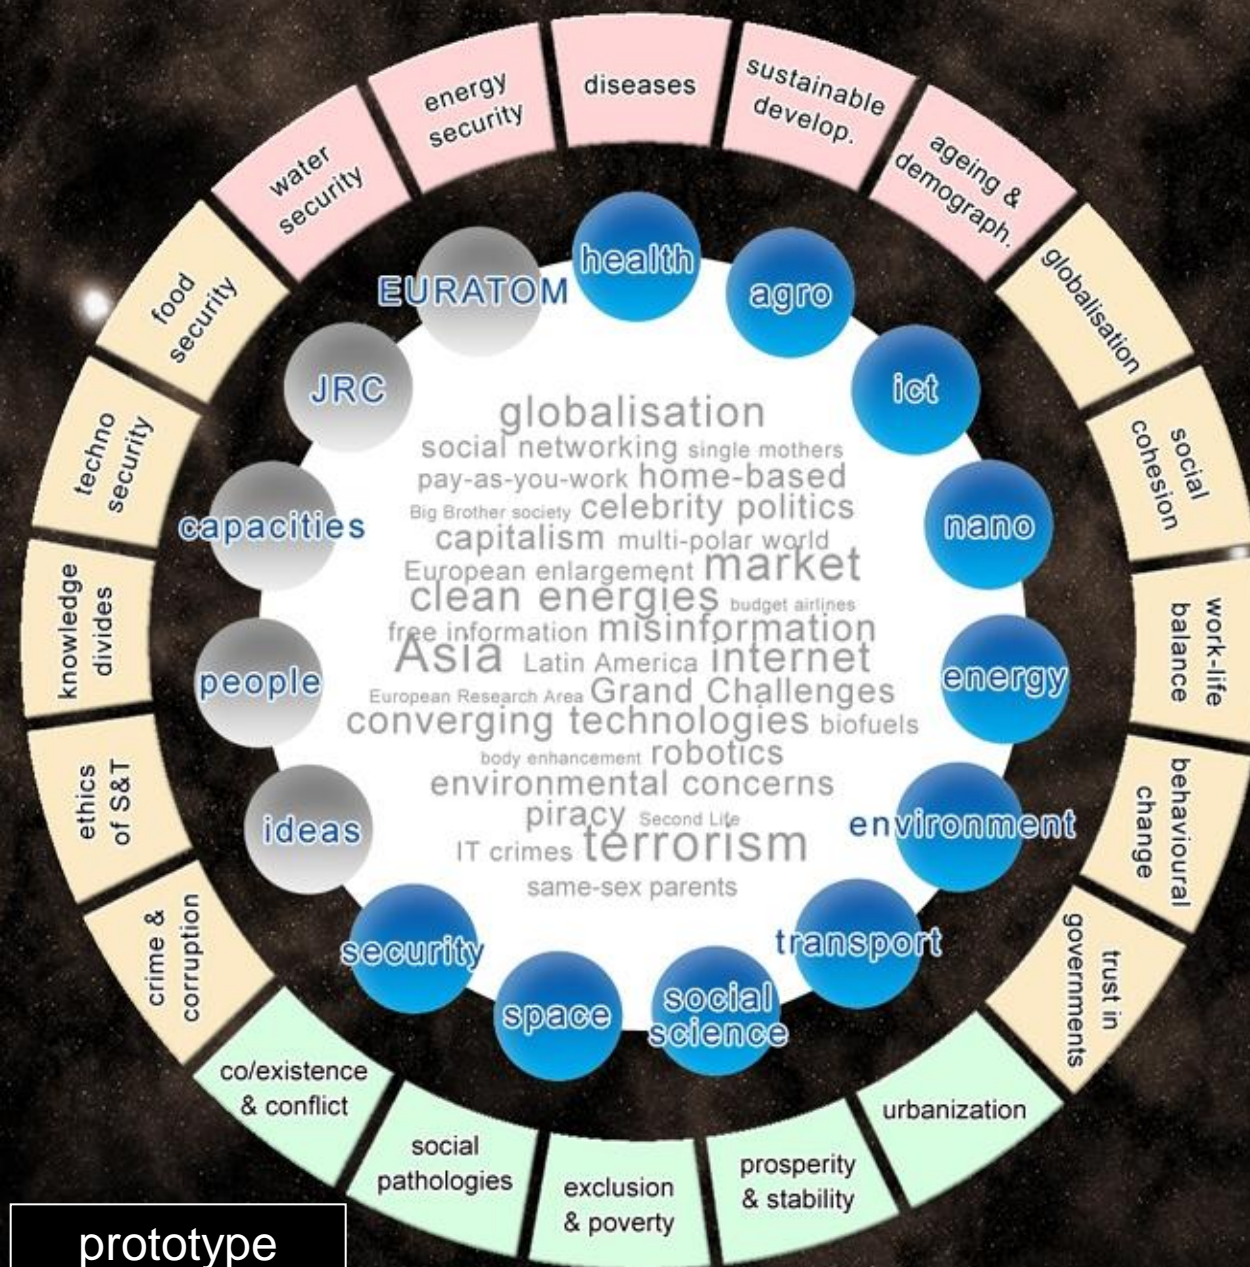 diseases
sustainable
develop.
ageing &
demograph.
globalisation
social
cohesion
work-life
balance
behavioural
change
trust in
governments
urbanization
prosperity
& stability
exclusion
& poverty
social
pathologies
co/existence
& conflict
crime &
corruption
ethics
of S&T
knowledge
divides
techno
security
food
security
water
security
energy
security
health
agro
ict
nano
energy
environment
transport
social
science
space
security
ideas
people
capacities
JRC
EURATOM
globalisation
social networking single mothers
pay-as-you-work home-based
Big Brother society celebrity politics
capitalism multi-polar world
European enlargement market
clean energies budget airlines
free information misinformation
Asia Latin America internet
European Research Area Grand Challenges
converging technologies biofuels
body enhancement robotics
environmental concerns
piracy Second Life
IT crimes terrorism
same-sex parents
prototype